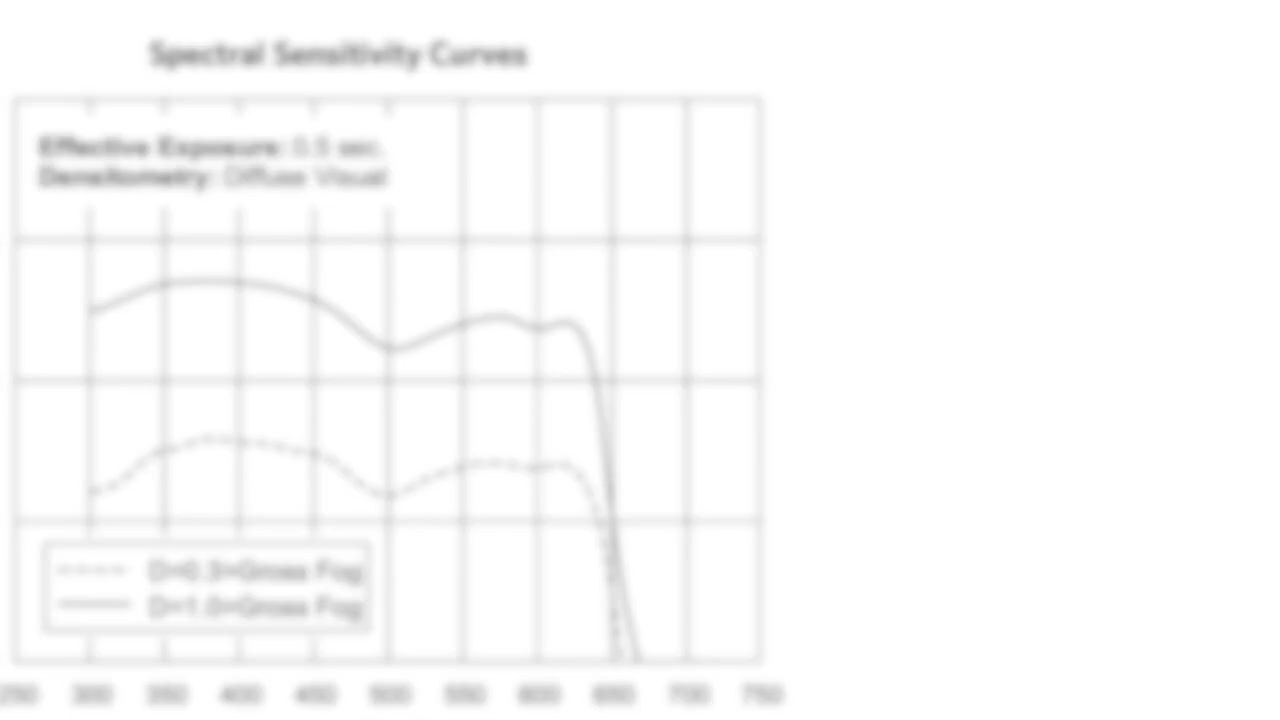 Spectral Sensitivity Curves
Effective Exposure: 0.5 sec.
Densitometry: Diffuse Visual
D=0.3>Gross Fog
D=1.0>Gross Fog
250 300 350 400 450 500 550 600 650 700 750